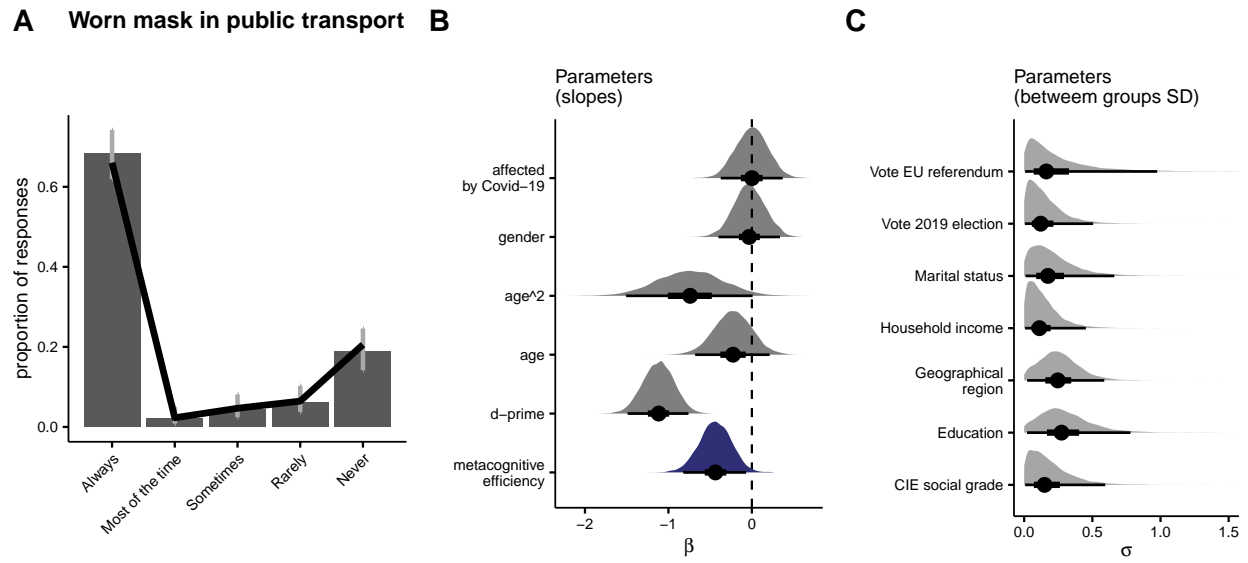 A Worn mask in public transport
proportion of responses
0.6
0.4
0.2
0.0
Always
Most of the time
Sometimes
Rarely
Never
B
Parameters
(slopes)
affected
by Covid−19
gender
age^2
age
d−prime
metacognitive
efficiency
−2
−1
0
β
C
Parameters
(betweem groups SD)
Vote EU referendum
Vote 2019 election
Marital status
Household income
Geographical
region
Education
CIE social grade
0.0
0.5
1.0
1.5
σ